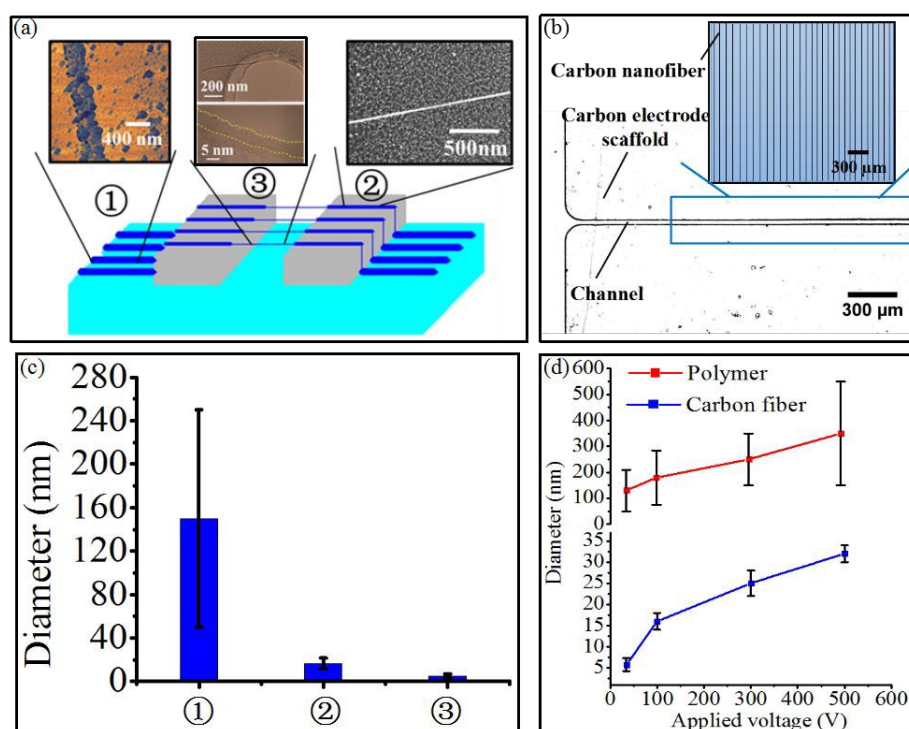 (a)
400 nm
200 nm
5 nm
500nm
①
③
②
(b)
Carbon nanofiber
Carbon electrode
scaffold
300 µm
Channel
300 µm
(c)
280
240
200
160
120
80
40
0
Diameter (nm)
①
②
③
(d)
Polymer
Carbon fiber
600
500
400
300
200
100
0
35
30
25
20
15
10
5
Diameter (nm)
0
100
200
300
400
500
600
Applied voltage (V)